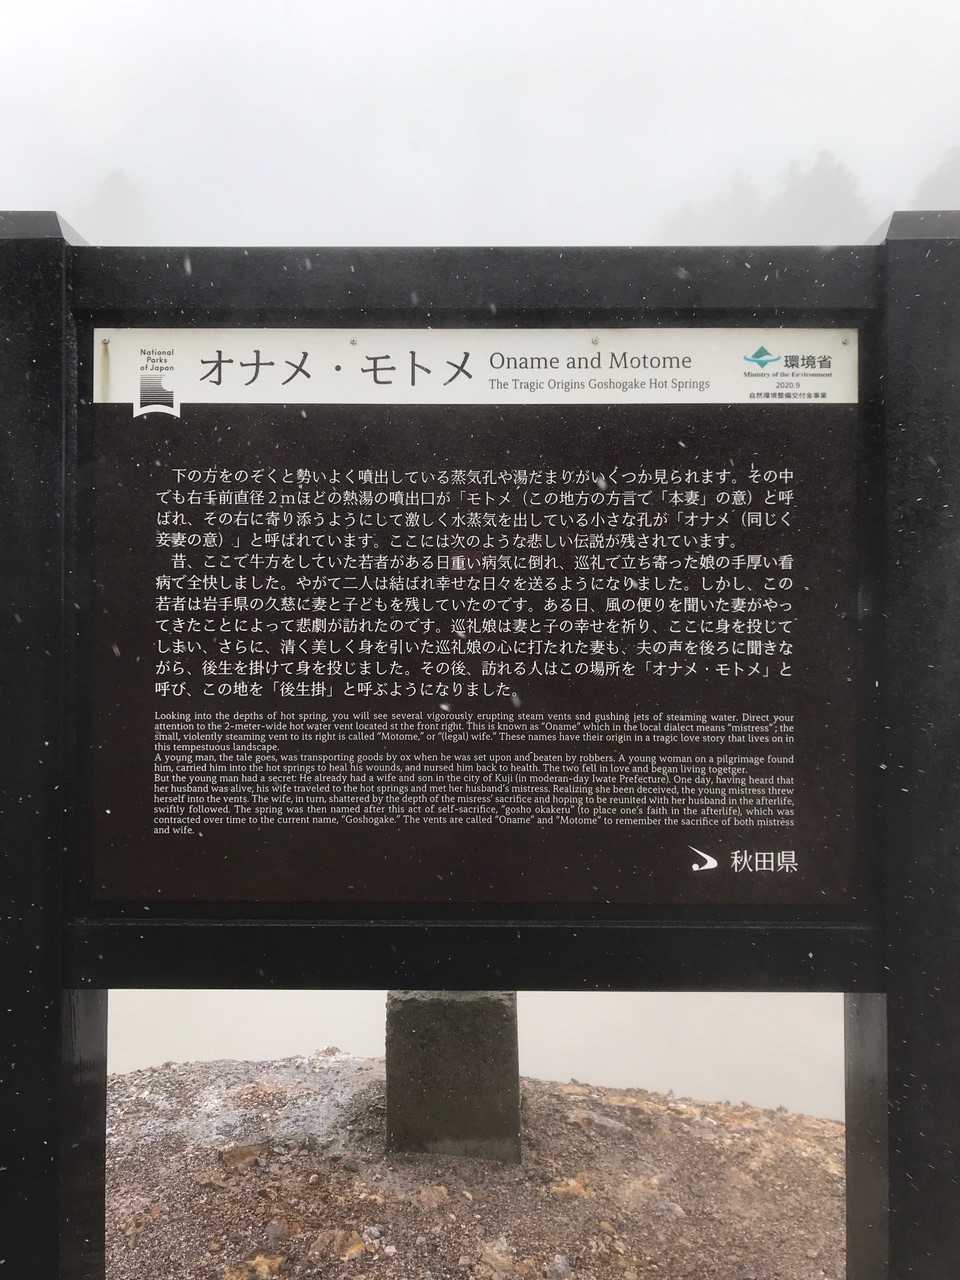 National
Parks
of Japan
オナメ・モトメ
Oname and Motome
The Tragic Origins Goshogake Hot Springs
環境省
Ministry of the Environment
2020.9
自然環境整備交付金事業
下の方をのぞくと勢いよく噴出している蒸気孔や湯だまりがいくつか見られます。その中
でも右手前直径２ｍほどの熱湯の噴出口が「モトメ（この地方の方言で「本妻」の意）と呼
ばれ、その右に寄り添うようにして激しく水蒸気を出している小さな孔が「オナメ（同じく
妾妻の意）」と呼ばれています。ここには次のような悲しい伝説が残されています。
昔、ここで牛方をしていた若者がある日重い病気に倒れ、巡礼で立ち寄った娘の手厚い看
病で全快しました。やがて二人は結ばれ幸せな日々を送るようになりました。しかし、この
若者は岩手県の久慈に妻と子どもを残していたのです。ある日、風の便りを聞いた妻がやっ
てきたことによって悲劇が訪れたのです。巡礼娘は妻と子の幸せを祈り、ここに身を投じて
しまい、さらに、清く美しく身を引いた巡礼娘の心に打たれた妻も、夫の声を後ろに聞きな
がら、後生を掛けて身を投じました。その後、訪れる人はこの場所を「オナメ・モトメ」と
呼び、この地を「後生掛」と呼ぶようになりました。
Looking into the depths of hot spring, you will see several vigorously erupting steam vents snd gushing jets of steaming water. Direct your
attention to the 2-meter-wide hot water vent located st the front right. This is known as “Oname” which in the local dialect means “mistress” ; the
small, violently steaming vent to its right is called “Motome,” or “(legal) wife.” These names have their origin in a tragic love story that lives on in
this tempestuous landscape.
A young man, the tale goes, was transporting goods by ox when he was set upon and beaten by robbers. A young woman on a pilgrimage found
him, carried him into the hot springs to heal his wounds, and nursed him back to health. The two fell in love and began living togetger.
But the young man had a secret: He already had a wife and son in the city of Kuji (in moderan-day Iwate Prefecture). One day, having heard that
her husband was alive, his wife traveled to the hot springs and met her husband’s mistress. Realizing she been deceived, the young mistress threw
herself into the vents. The wife, in turn, shattered by the depth of the misress’ sacrifice and hoping to be reunited with her husband in the afterlife,
swiftly followed. The spring was then named after this act of self-sacrifice, “gosho okakeru” (to place one’s faith in the afterlife), which was
contracted over time to the current name, “Goshogake.” The vents are called “Oname” and “Motome” to remember the sacrifice of both mistress
and wife.
秋田県